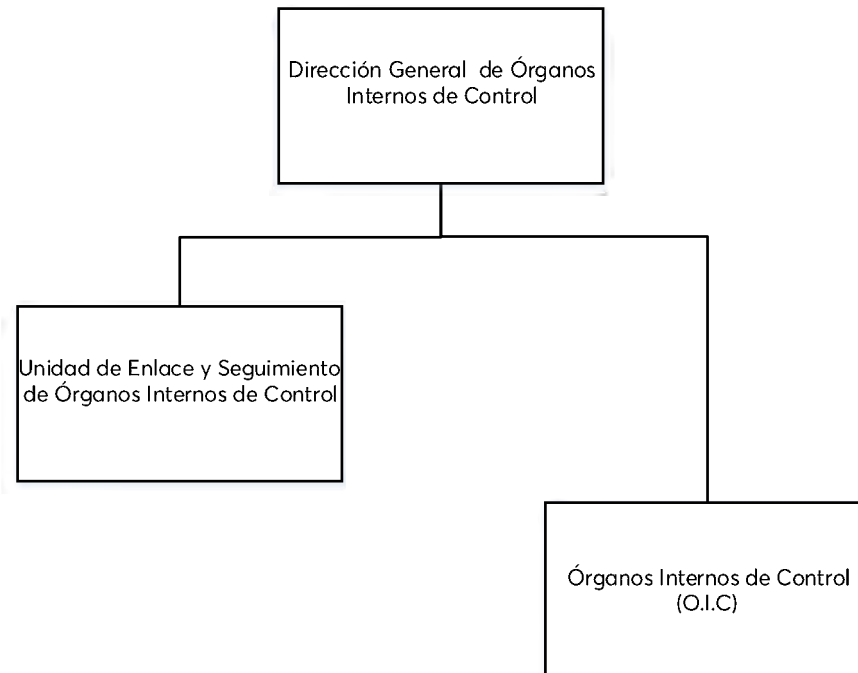 Dirección General de Órganos
Internos de Control
Unidad de Enlace y Seguimiento
de Órganos Internos de Control
Órganos Internos de Control
(O.I.C)